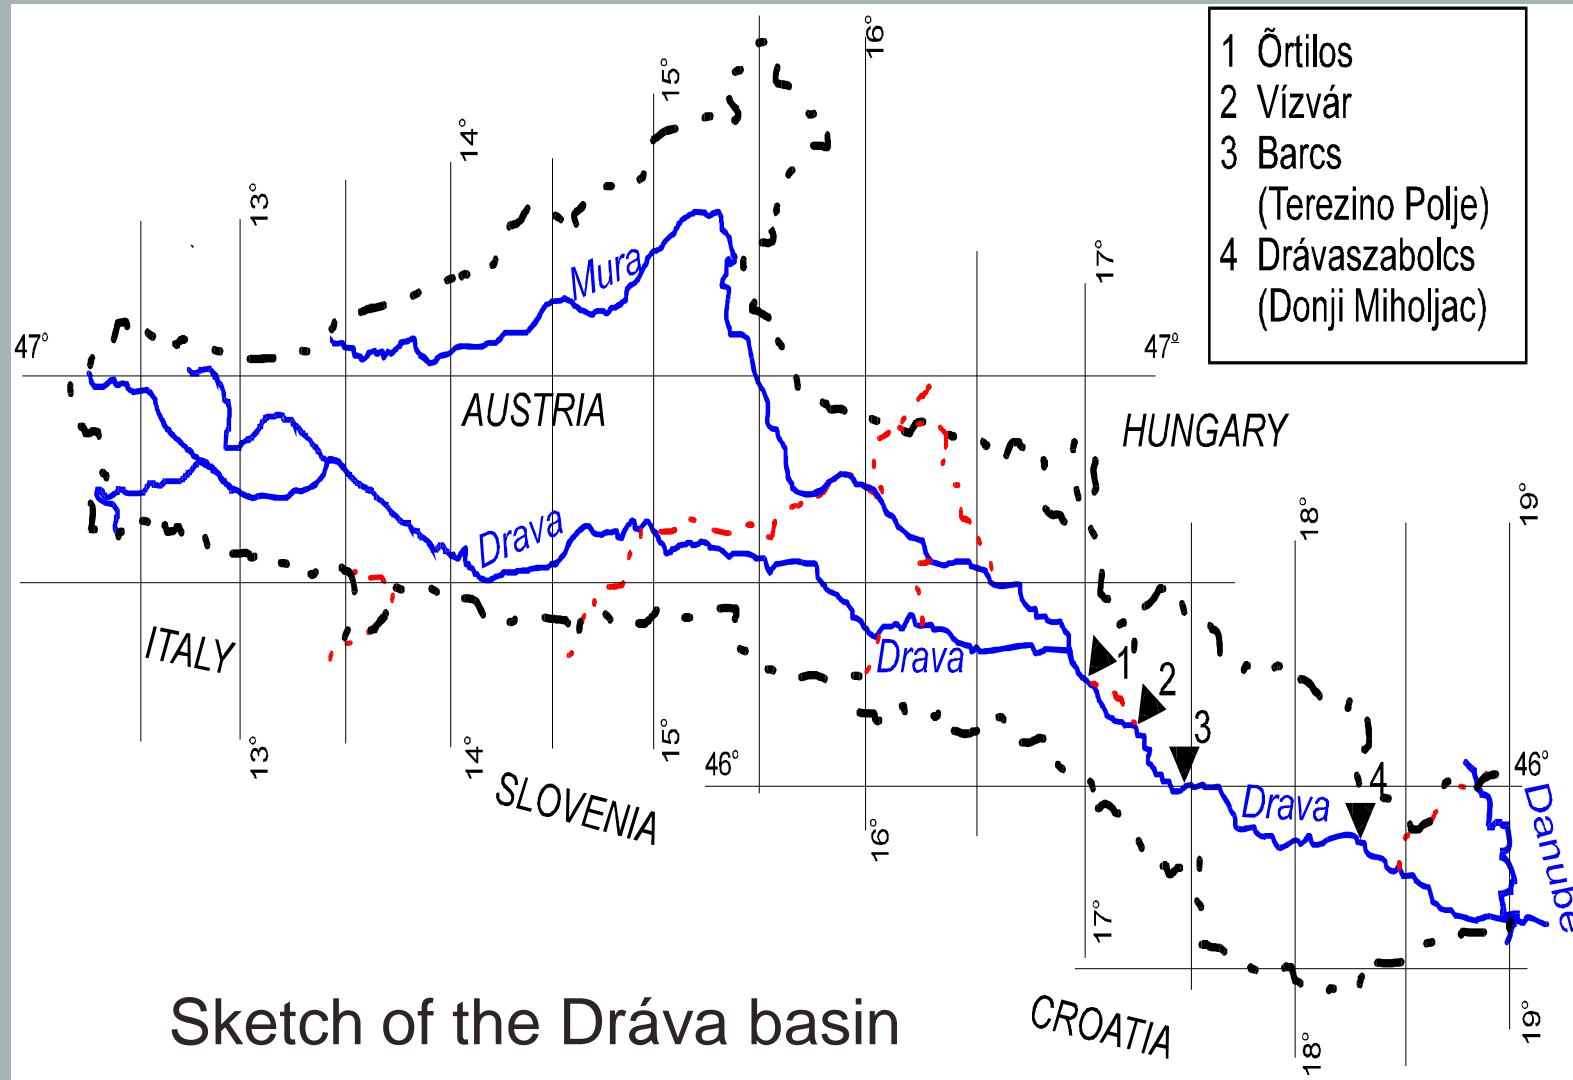 16°
15°
14°
13°
1 Õrtilos
2 Vízvár
3 Barcs
(Terezino Polje)
4 Drávaszabolcs
(Donji Miholjac)
17°
Mura
47°
47º
AUSTRIA
HUNGARY
Drava
18°
19°
ITALY
Drava
1
2
3
13°
14°
15°
46°
SLOVENIA
4
46°
Drava
Danube
16°
17°
CROATIA
18°
19°
Sketch of the Dráva basin